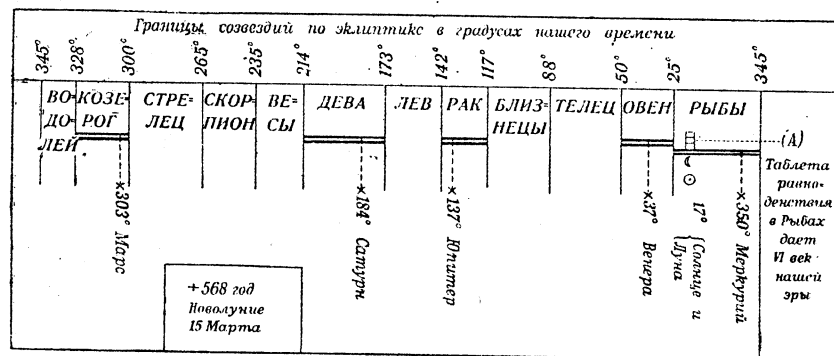 Границы созвездий по эклиптике в градусах нашего времени
345° 328° 300° 265° 235° 214° 173° 142° 117° 88° 50° 25° 345°
ВО=
ДО=
ЛЕЙ
КОЗЕ=
РОГ
СТРЕ=
ЛЕЦ
СКОР=
ПИОН
ВЕ=
СЫ
ДЕВА
ЛЕВ
РАК
БЛИЗ=
НЕЦЫ
ТЕЛЕЦ
ОВЕН
РЫБЫ
(А)
Таблета
равно=
денствия
в Рыбах
дает
VI век
нашей
эры
×303° Марс
×184° Сатурн
×137° Юпитер
×37° Венера
17° {Солнце и
Луна
×350° Меркурий
+568 год
Новолуние
15 Марта